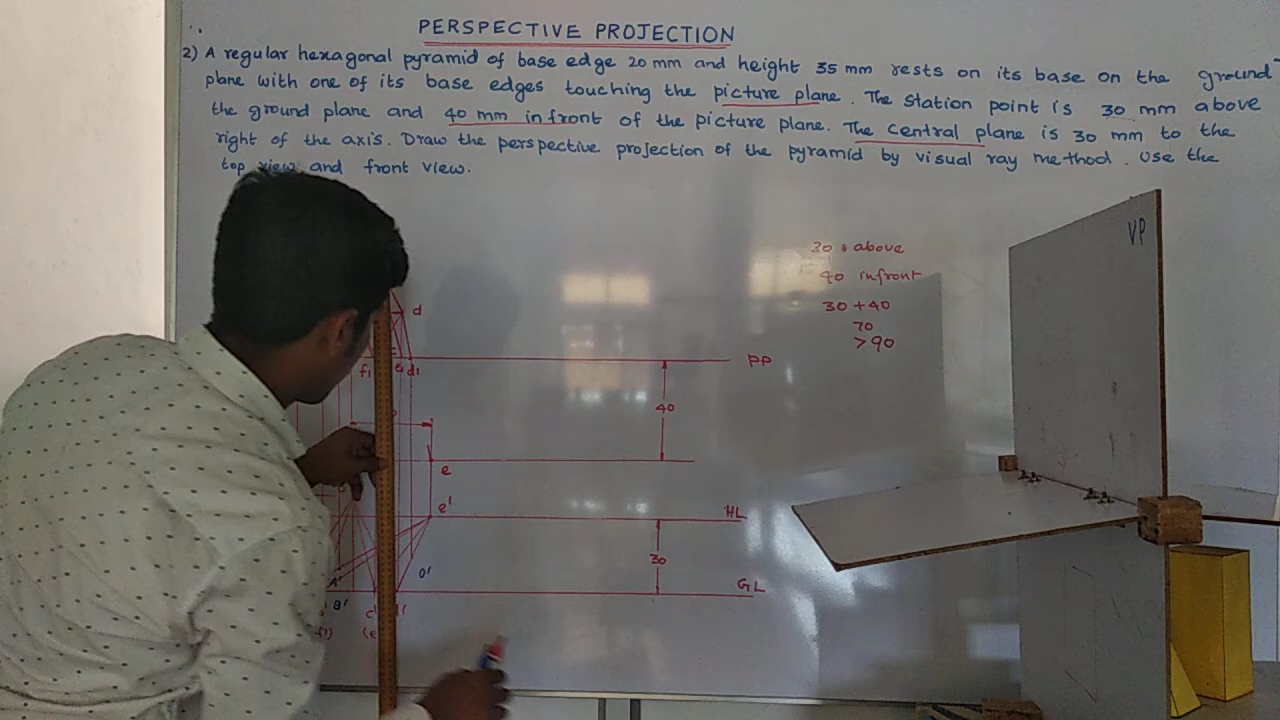 PERSPECTIVE PROJECTION
2) A regular hexagonal pyramid of base edge 20 mm and height 35 mm rests on its base on the ground
plane with one of its base edges touching the picture plane. The station point is 30 mm above
the ground plane and 40 mm infront of the picture plane. The central plane is 30 mm to the
right of the axis. Draw the perspective projection of the pyramid by visual ray method. Use the
top view and front view.
VP
30 above
40 infront
30 + 40
70
> 90
d
PP
f1 d1
40
e
e'
HL
30
A' O'
GL
B' c'